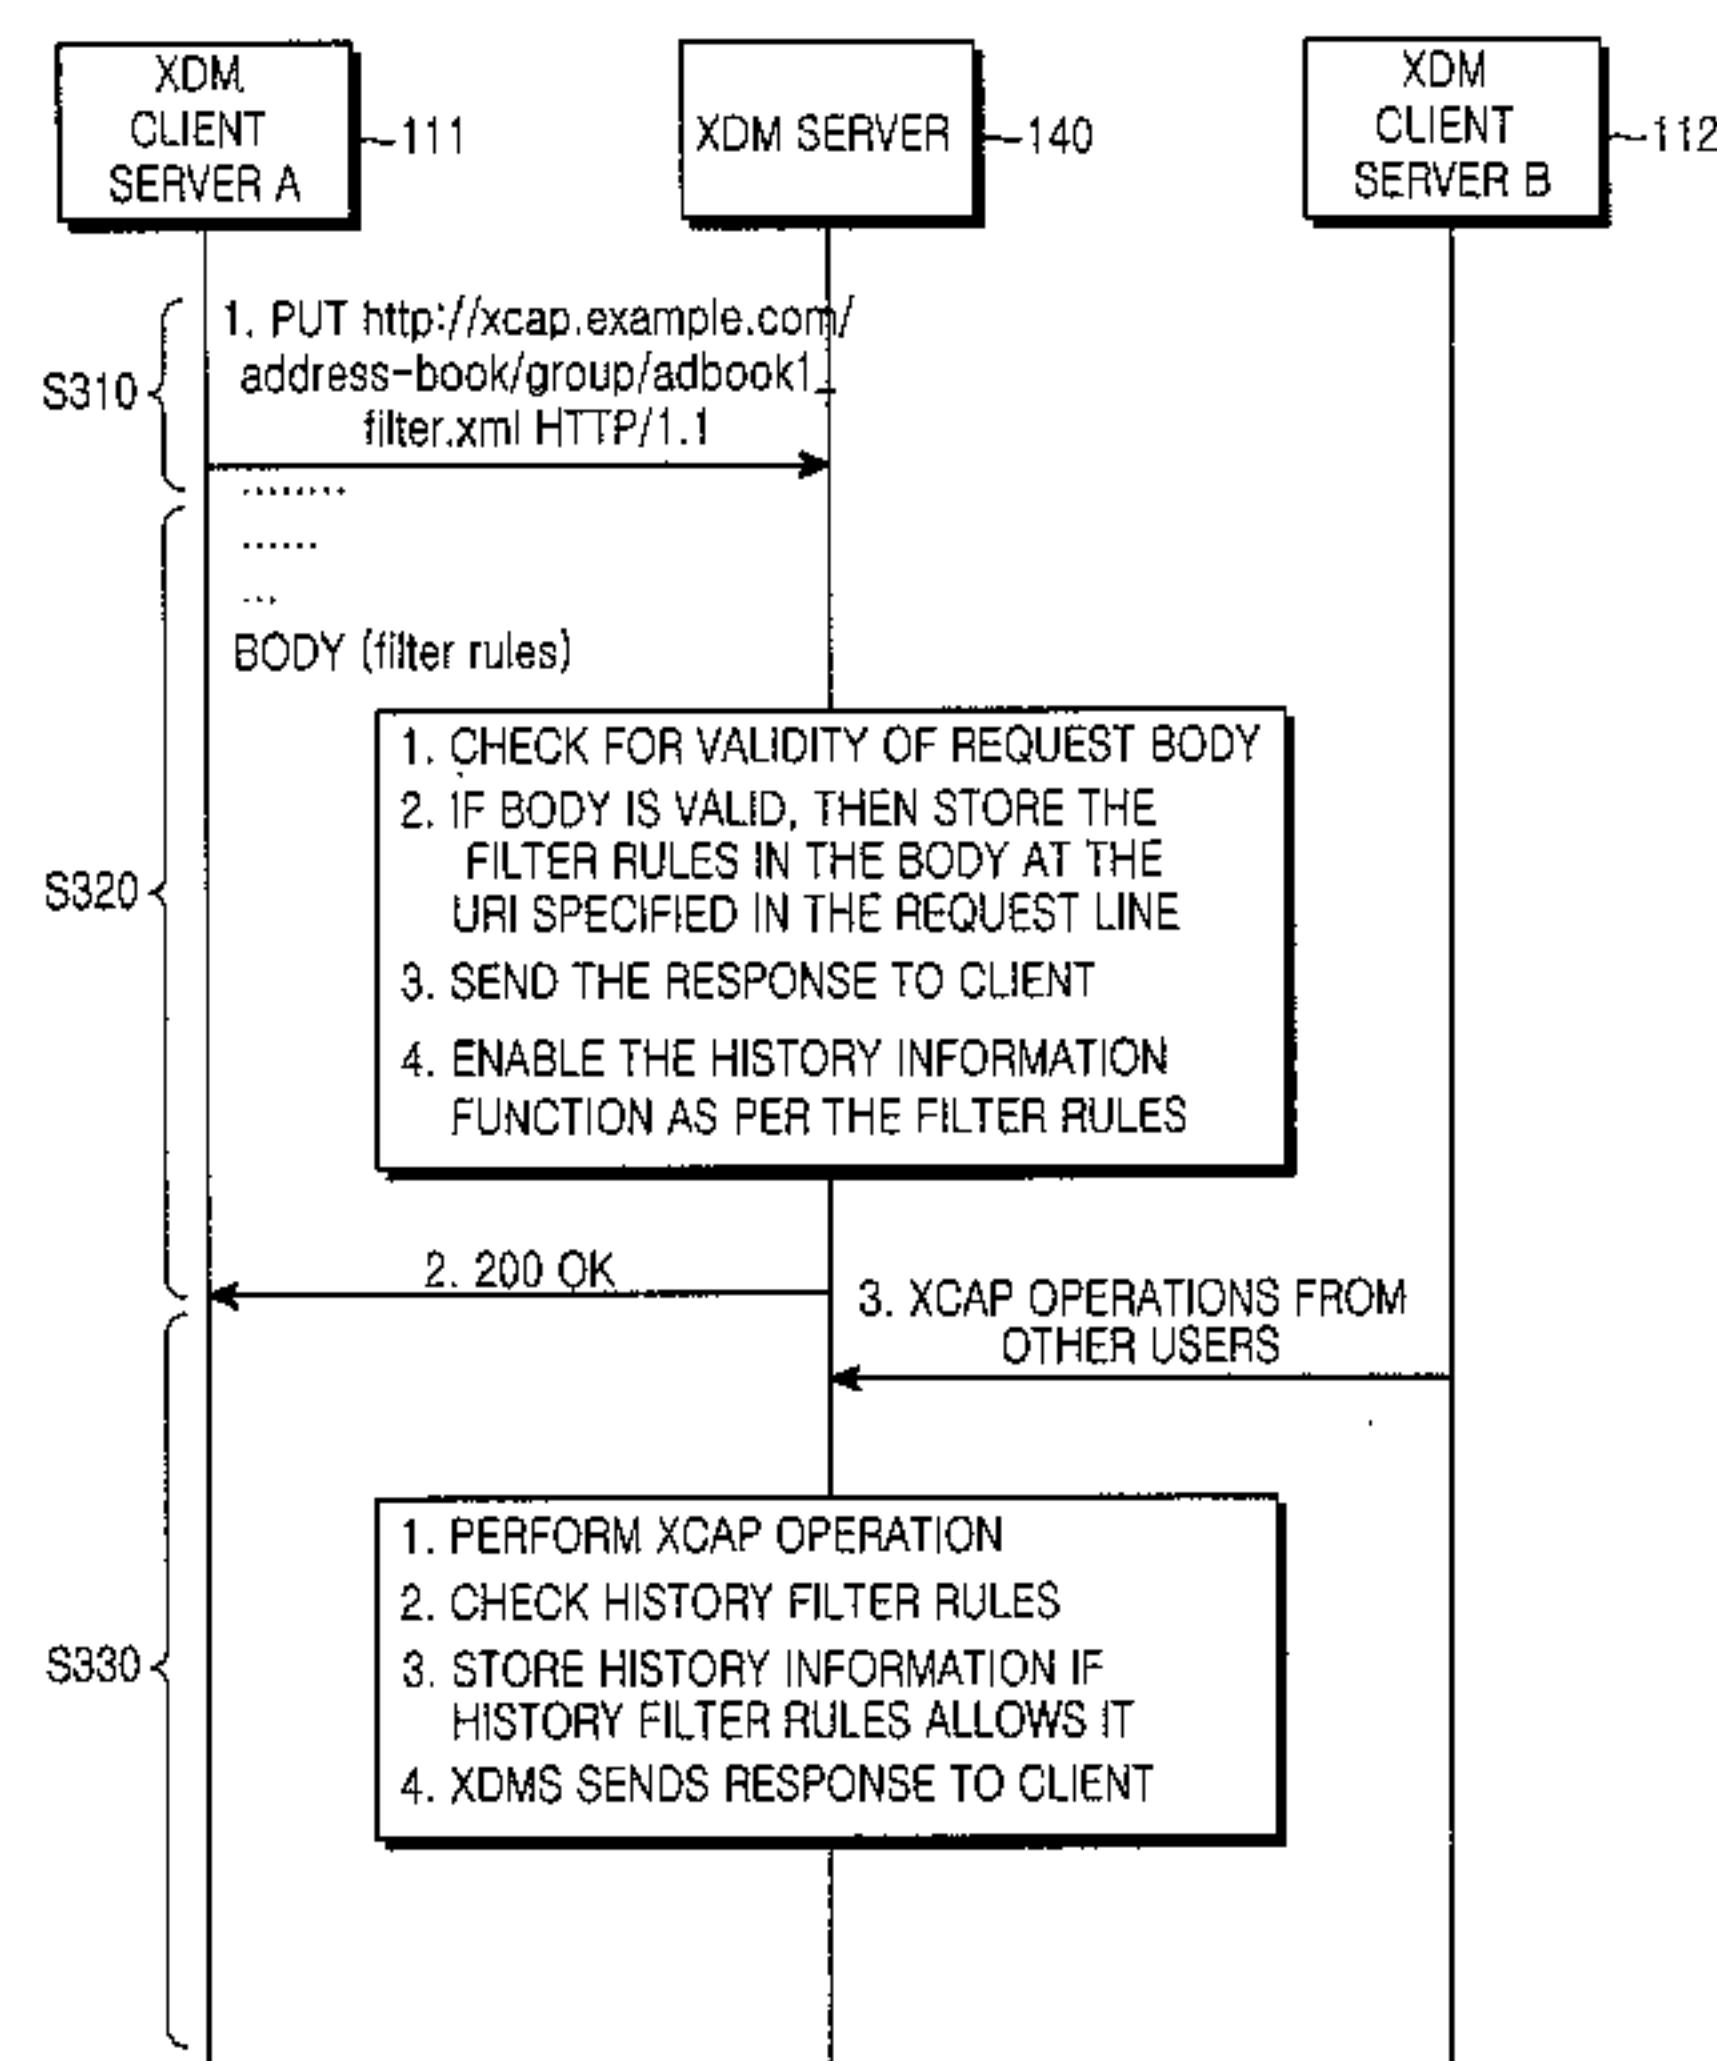 XDM
CLIENT
SERVER A
111
XDM SERVER
140
XDM
CLIENT
SERVER B
112
S310
1. PUT http://xcap.example.com/
address-book/group/adbook1_
filter.xml HTTP/1.1
........
......
...
BODY (filter rules)
S320
1. CHECK FOR VALIDITY OF REQUEST BODY
2. IF BODY IS VALID, THEN STORE THE
FILTER RULES IN THE BODY AT THE
URI SPECIFIED IN THE REQUEST LINE
3. SEND THE RESPONSE TO CLIENT
4. ENABLE THE HISTORY INFORMATION
FUNCTION AS PER THE FILTER RULES
2. 200 OK
3. XCAP OPERATIONS FROM
OTHER USERS
S330
1. PERFORM XCAP OPERATION
2. CHECK HISTORY FILTER RULES
3. STORE HISTORY INFORMATION IF
HISTORY FILTER RULES ALLOWS IT
4. XDMS SENDS RESPONSE TO CLIENT